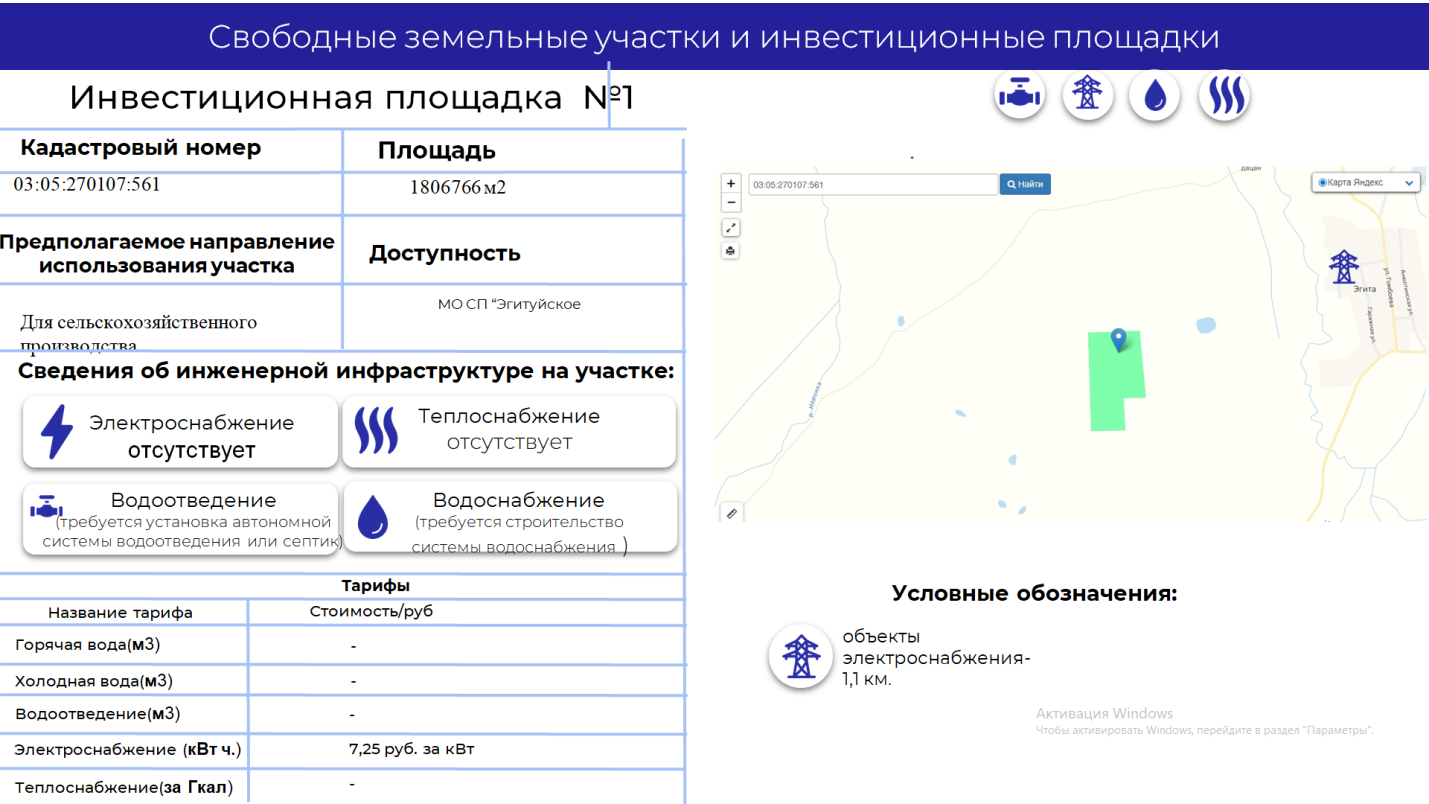 Свободные земельные участки и инвестиционные площадки
Инвестиционная площадка №1
Кадастровый номер
Площадь
03:05:270107:561
1806766 м2
Предполагаемое направление
использования участка
Доступность
Для сельскохозяйственного
производства
МО СП "Эгитуйское
Сведения об инженерной инфраструктуре на участке:
Электроснабжение
отсутствует
Теплоснабжение
отсутствует
Водоотведение
(требуется установка автономной
системы водоотведения или септик)
Водоснабжение
(требуется строительство
системы водоснабжения )
Тарифы
Название тарифа
Стоимость/руб
Горячая вода(м3)
-
Холодная вода(м3)
-
Водоотведение(м3)
-
Электроснабжение (кВт ч.)
7,25 руб. за кВт
Теплоснабжение(за Гкал)
-
+
−
03:05:270107:561
Найти
дацан
Карта Яндекс
Эгита
ул. Гомбоева
Гаражная ул.
Условные обозначения:
объекты
электроснабжения-
1,1 км.
Активация Windows
Чтобы активировать Windows, перейдите в раздел "Параметры".